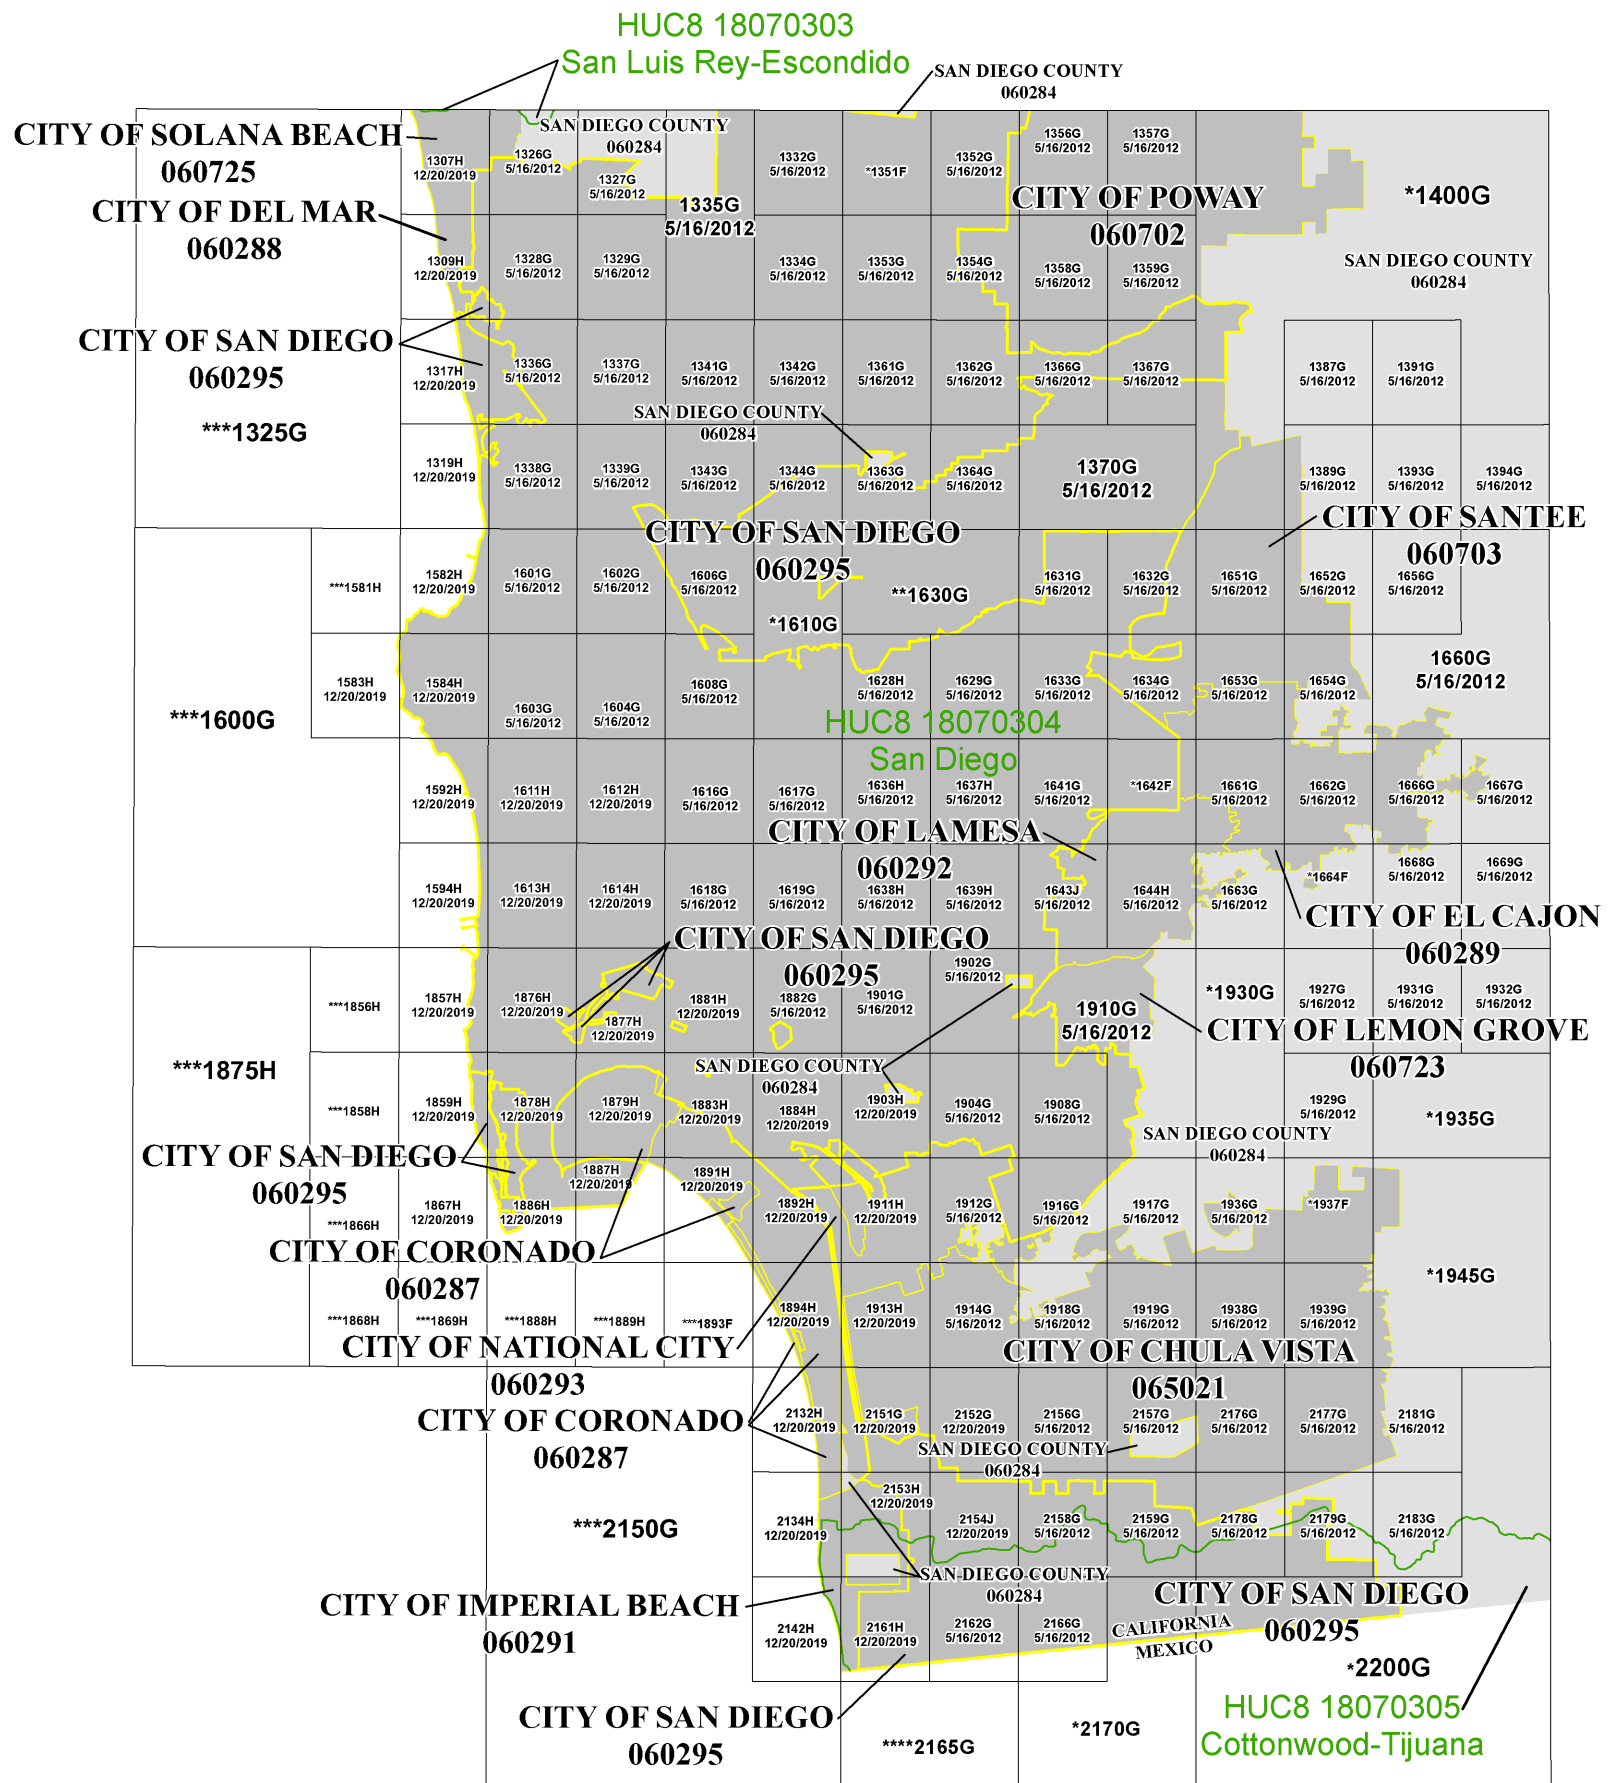 HUC8 18070303
San Luis Rey-Escondido
SAN DIEGO COUNTY
060284
CITY OF SOLANA BEACH
060725
SAN DIEGO COUNTY
060284
CITY OF DEL MAR
060288
CITY OF POWAY
060702
1307H
12/20/2019
1326G
5/16/2012
1327G
5/16/2012
1335G
5/16/2012
1332G
5/16/2012
*1351F
1352G
5/16/2012
1356G
5/16/2012
1357G
5/16/2012
*1400G
SAN DIEGO COUNTY
060284
1309H
12/20/2019
1328G
5/16/2012
1329G
5/16/2012
1334G
5/16/2012
1353G
5/16/2012
1354G
5/16/2012
1358G
5/16/2012
1359G
5/16/2012
CITY OF SAN DIEGO
060295
1317H
12/20/2019
1336G
5/16/2012
1337G
5/16/2012
1341G
5/16/2012
1342G
5/16/2012
1361G
5/16/2012
1362G
5/16/2012
1366G
5/16/2012
1367G
5/16/2012
1387G
5/16/2012
1391G
5/16/2012
***1325G
SAN DIEGO COUNTY
060284
1319H
12/20/2019
1338G
5/16/2012
1339G
5/16/2012
1343G
5/16/2012
1344G
5/16/2012
1363G
5/16/2012
1364G
5/16/2012
1370G
5/16/2012
1389G
5/16/2012
1393G
5/16/2012
1394G
5/16/2012
CITY OF SAN DIEGO
060295
CITY OF SANTEE
060703
***1581H
1582H
12/20/2019
1601G
5/16/2012
1602G
5/16/2012
1606G
5/16/2012
*1610G
**1630G
1631G
5/16/2012
1632G
5/16/2012
1651G
5/16/2012
1652G
5/16/2012
1656G
5/16/2012
***1600G
1583H
12/20/2019
1584H
12/20/2019
1603G
5/16/2012
1604G
5/16/2012
1608G
5/16/2012
1628H
5/16/2012
1629G
5/16/2012
1633G
5/16/2012
1634G
5/16/2012
1653G
5/16/2012
1654G
5/16/2012
1660G
5/16/2012
HUC8 18070304
San Diego
1592H
12/20/2019
1611H
12/20/2019
1612H
12/20/2019
1616G
5/16/2012
1617G
5/16/2012
1636H
5/16/2012
1637H
5/16/2012
1641G
5/16/2012
*1642F
1661G
5/16/2012
1662G
5/16/2012
1666G
5/16/2012
1667G
5/16/2012
CITY OF LAMESA
060292
1594H
12/20/2019
1613H
12/20/2019
1614H
12/20/2019
1618G
5/16/2012
1619G
5/16/2012
1638H
5/16/2012
1639H
5/16/2012
1643J
5/16/2012
1644H
5/16/2012
1663G
5/16/2012
*1664F
1668G
5/16/2012
1669G
5/16/2012
CITY OF EL CAJON
060289
CITY OF SAN DIEGO
060295
***1856H
1857H
12/20/2019
1876H
12/20/2019
1877H
12/20/2019
1881H
12/20/2019
1882G
5/16/2012
1901G
5/16/2012
1902G
5/16/2012
1910G
5/16/2012
*1930G
1927G
5/16/2012
1931G
5/16/2012
1932G
5/16/2012
CITY OF LEMON GROVE
060723
***1875H
SAN DIEGO COUNTY
060284
***1858H
1859H
12/20/2019
1878H
12/20/2019
1879H
12/20/2019
1883H
12/20/2019
1884H
12/20/2019
1903H
12/20/2019
1904G
5/16/2012
1908G
5/16/2012
1929G
5/16/2012
*1935G
SAN DIEGO COUNTY
060284
CITY OF SAN DIEGO
060295
***1866H
1867H
12/20/2019
1886H
12/20/2019
1887H
12/20/2019
1891H
12/20/2019
1892H
12/20/2019
1911H
12/20/2019
1912G
5/16/2012
1916G
5/16/2012
1917G
5/16/2012
1936G
5/16/2012
*1937F
*1945G
CITY OF CORONADO
060287
***1868H
***1869H
***1888H
***1889H
***1893F
1894H
12/20/2019
1913H
12/20/2019
1914G
5/16/2012
1918G
5/16/2012
1919G
5/16/2012
1938G
5/16/2012
1939G
5/16/2012
CITY OF NATIONAL CITY
060293
CITY OF CHULA VISTA
065021
CITY OF CORONADO
060287
2132H
12/20/2019
2151G
12/20/2019
2152G
12/20/2019
2156G
5/16/2012
2157G
5/16/2012
2176G
5/16/2012
2177G
5/16/2012
2181G
5/16/2012
SAN DIEGO COUNTY
060284
***2150G
2134H
12/20/2019
2153H
12/20/2019
2154J
12/20/2019
2158G
5/16/2012
2159G
5/16/2012
2178G
5/16/2012
2179G
5/16/2012
2183G
5/16/2012
SAN DIEGO COUNTY
060284
CITY OF IMPERIAL BEACH
060291
CITY OF SAN DIEGO
060295
2142H
12/20/2019
2161H
12/20/2019
2162G
5/16/2012
2166G
5/16/2012
CALIFORNIA
MEXICO
*2200G
CITY OF SAN DIEGO
060295
****2165G
*2170G
HUC8 18070305
Cottonwood-Tijuana